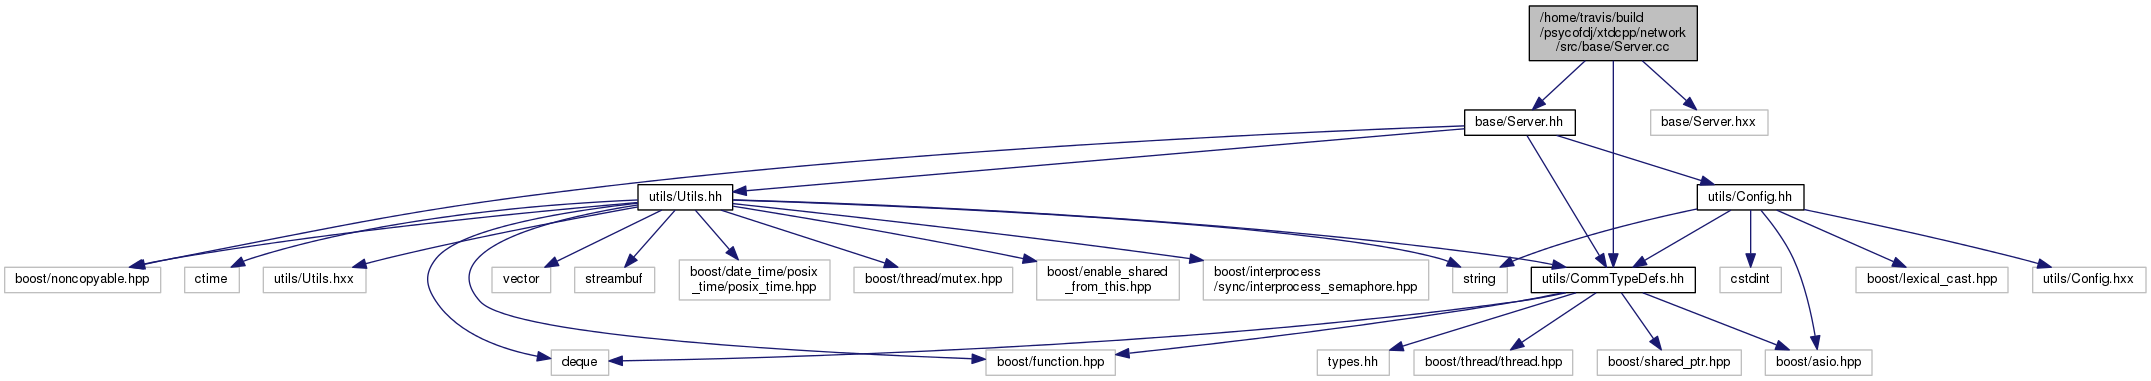 /home/travis/build
/psycofdj/xtdcpp/network
/src/base/Server.cc
base/Server.hh
base/Server.hxx
utils/Utils.hh
utils/Config.hh
boost/noncopyable.hpp
ctime
utils/Utils.hxx
vector
streambuf
boost/date_time/posix
_time/posix_time.hpp
boost/thread/mutex.hpp
boost/enable_shared
_from_this.hpp
boost/interprocess
/sync/interprocess_semaphore.hpp
string
utils/CommTypeDefs.hh
cstdint
boost/lexical_cast.hpp
utils/Config.hxx
deque
boost/function.hpp
types.hh
boost/thread/thread.hpp
boost/shared_ptr.hpp
boost/asio.hpp